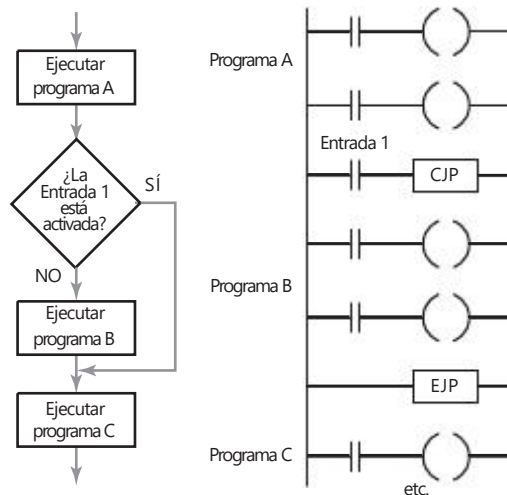 Ejecutar
programa A
¿La
Entrada 1
está
activada?
SÍ
NO
Ejecutar
programa B
Ejecutar
programa C
Programa A
Entrada 1
CJP
Programa B
EJP
Programa C
etc.